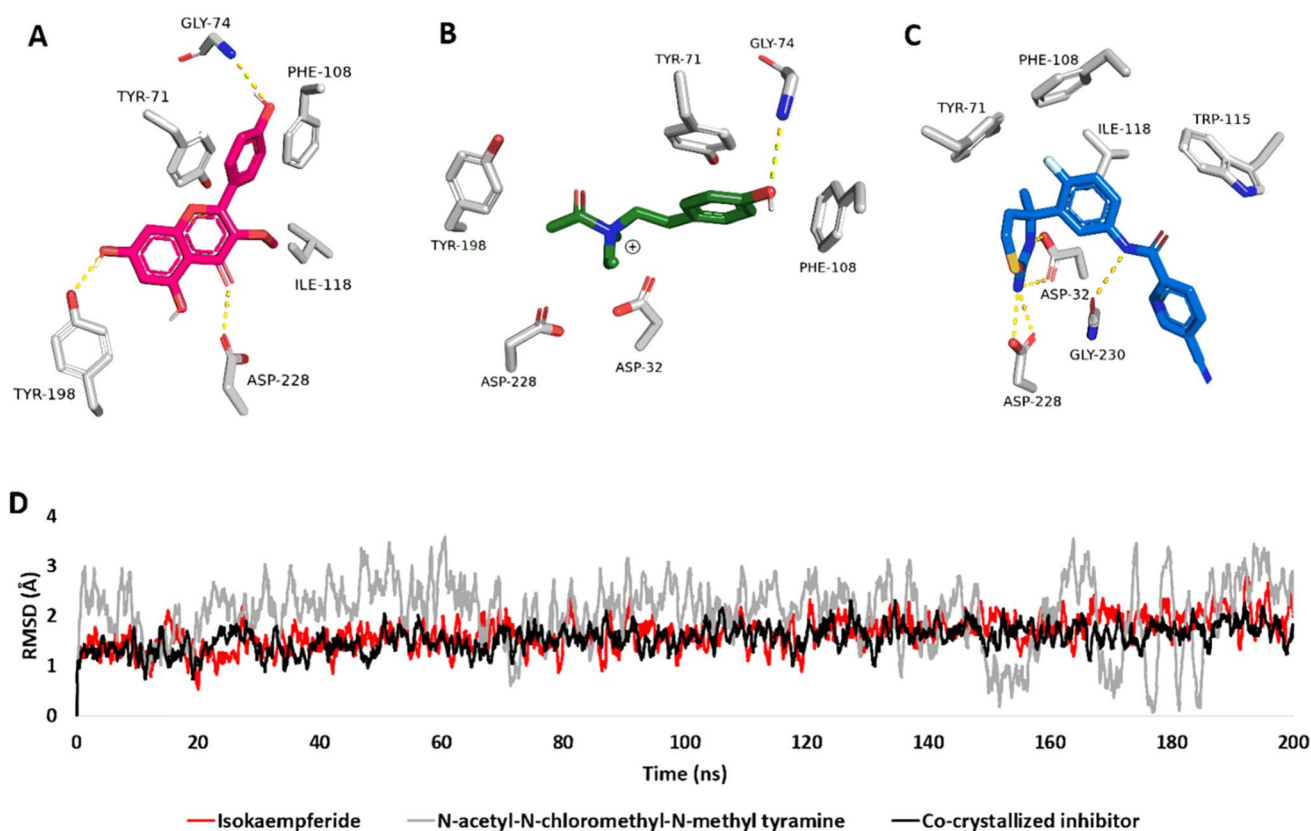 A
GLY-74
PHE-108
TYR-71
ILE-118
TYR-198
ASP-228
B
GLY-74
TYR-71
TYR-198
PHE-108
ASP-228
ASP-32
C
PHE-108
TYR-71
ILE-118
TRP-115
ASP-32
GLY-230
ASP-228
D
RMSD (Å)
4
3
2
1
0
0 20 40 60 80 100 120 140 160 180 200
Time (ns)
Isokaempferide N-acetyl-N-chloromethyl-N-methyl tyramine Co-crystallized inhibitor